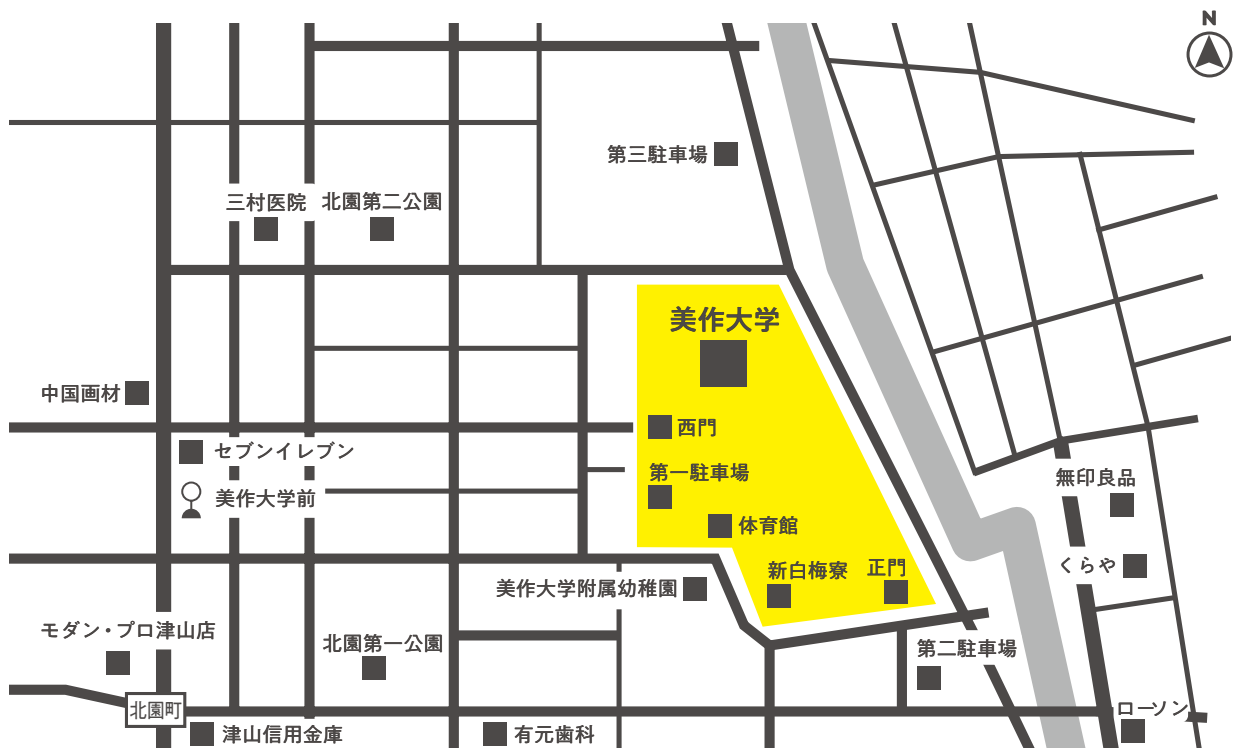 N
第三駐車場
三村医院
北園第二公園
美作大学
中国画材
西門
セブンイレブン
第一駐車場
無印良品
美作大学前
体育館
くらや
新白梅寮
正門
美作大学附属幼稚園
モダン・プロ津山店
北園第一公園
第二駐車場
北園町
ローソン
津山信用金庫
有元歯科